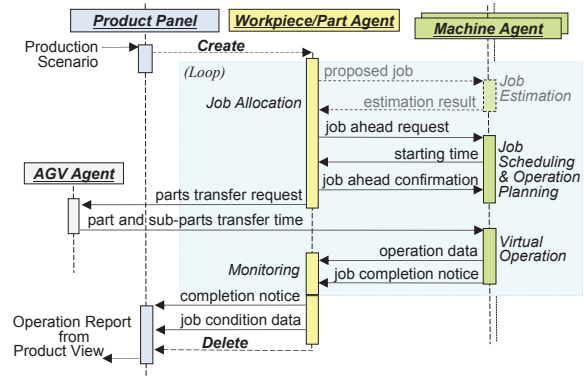 Product Panel
Workpiece/Part Agent
Machine Agent
Production
Scenario
Create
(Loop)
proposed job
Job
Estimation
Job Allocation
estimation result
job ahead request
starting time
Job
Scheduling
& Operation
Planning
AGV Agent
job ahead confirmation
parts transfer request
part and sub-parts transfer time
Virtual
Operation
operation data
Monitoring
job completion notice
completion notice
Operation Report
from
Product View
job condition data
Delete